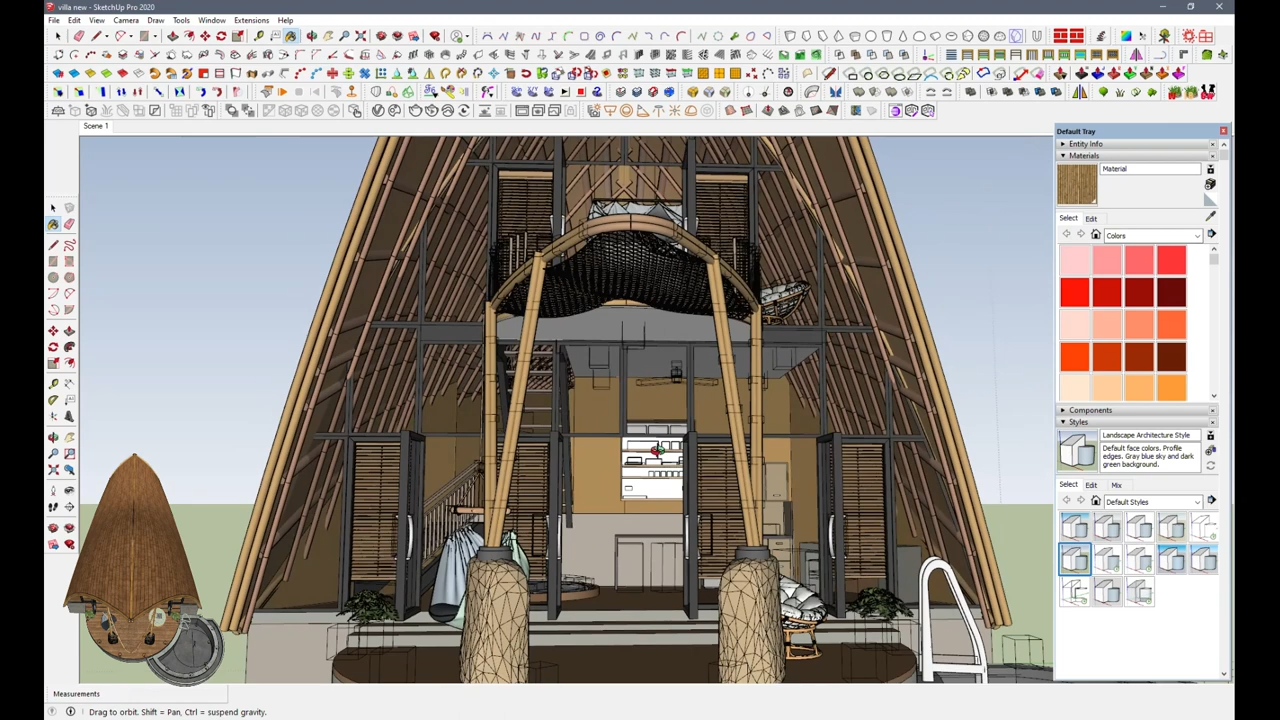 villa new - SketchUp Pro 2020
File Edit View Camera Draw Tools Window Extensions Help
Scene 1
Default Tray
Entity Info
Materials
Material
Select Edit
Colors
Components
Styles
Landscape Architecture Style
Default face colors. Profile
edges. Gray blue sky and dark
green background.
Select Edit Mix
Default Styles
Measurements
Drag to orbit. Shift = Pan, Ctrl = suspend gravity.